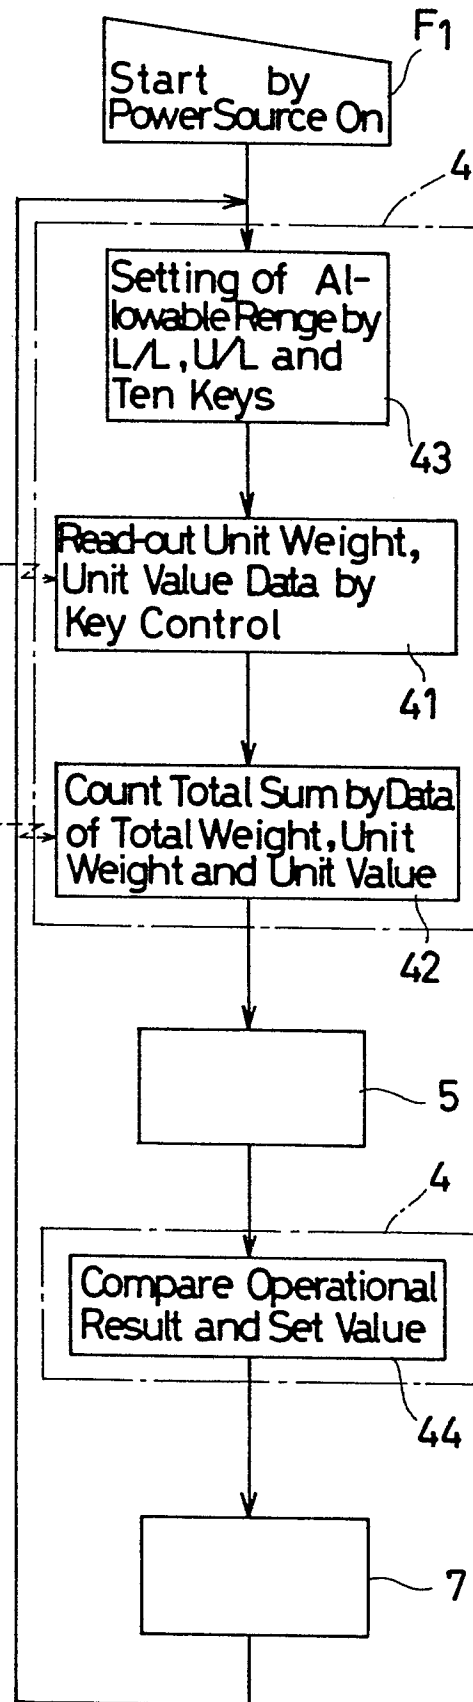 F1
Start by
Power Source On
4
Setting of Al-
lowable Renge by
L/L, U/L and
Ten Keys
43
Read-out Unit Weight,
Unit Value Data by
Key Control
41
Count Total Sum by Data
of Total Weight, Unit
Weight and Unit Value
42
5
4
Compare Operational
Result and Set Value
44
7